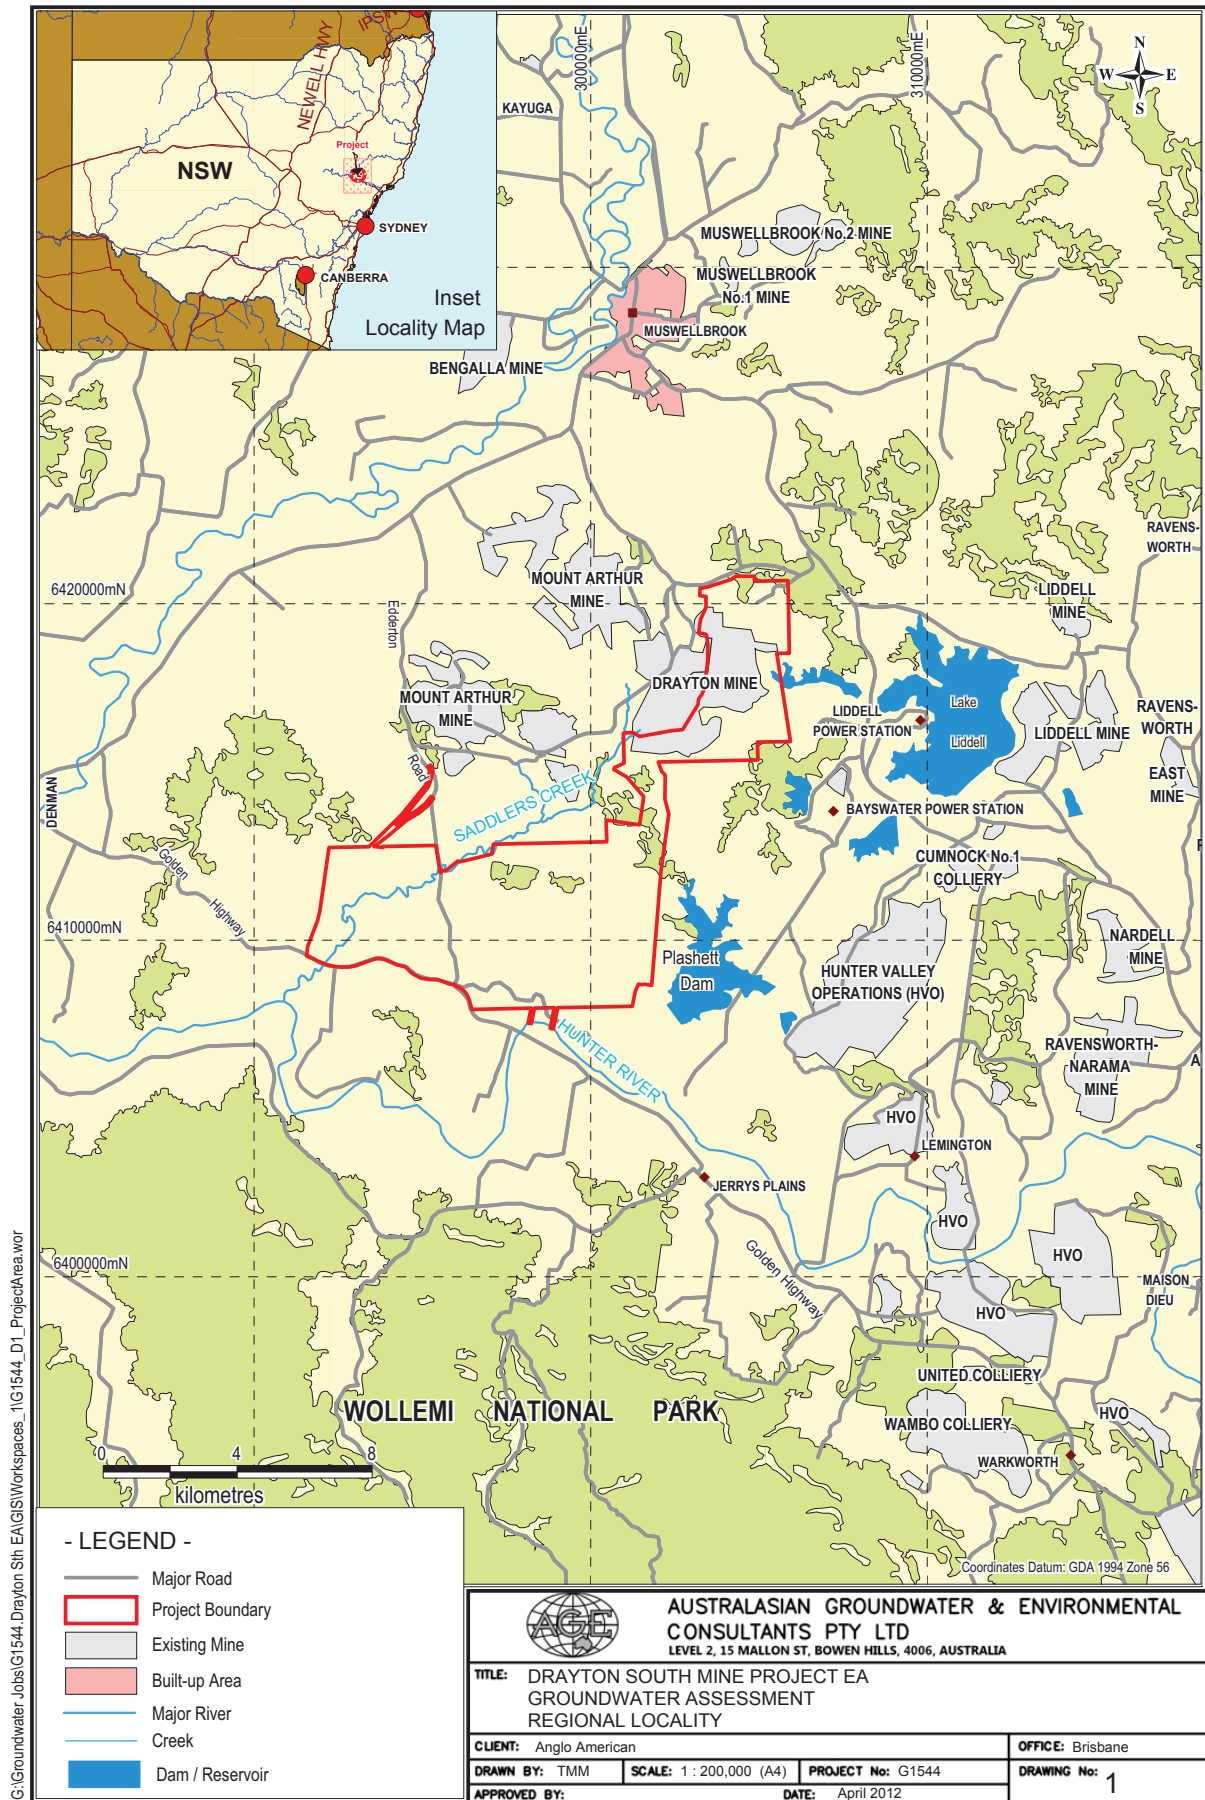 NEWELL HWY
IPSW
Project
NSW
SYDNEY
CANBERRA
Inset
Locality Map
300000mE
310000mE
N
W E
S
KAYUGA
MUSWELLBROOK No.2 MINE
MUSWELLBROOK
No.1 MINE
MUSWELLBROOK
BENGALLA MINE
RAVENS-
WORTH
MOUNT ARTHUR
MINE
6420000mN
LIDDELL
MINE
Edderton
Road
DRAYTON MINE
MOUNT ARTHUR
MINE
LIDDELL
POWER STATION
Lake
Liddell
RAVENS-
WORTH
LIDDELL MINE
EAST
MINE
DENMAN
SADDLERS CREEK
BAYSWATER POWER STATION
Golden
Highway
CUMNOCK No.1
COLLIERY
6410000mN
NARDELL
MINE
Plashett
Dam
HUNTER VALLEY
OPERATIONS (HVO)
HUNTER RIVER
RAVENSWORTH-
NARAMA
MINE
A
HVO
LEMINGTON
JERRYS PLAINS
HVO
HVO
6400000mN
Golden Highway
MAISON
DIEU
HVO
UNITED COLLIERY
WOLLEMI NATIONAL PARK
WAMBO COLLIERY
HVO
WARKWORTH
0 4 8
kilometres
Coordinates Datum: GDA 1994 Zone 56
- LEGEND -
Major Road
Project Boundary
Existing Mine
Built-up Area
Major River
Creek
Dam / Reservoir
AGE
AUSTRALASIAN GROUNDWATER & ENVIRONMENTAL
CONSULTANTS PTY LTD
LEVEL 2, 15 MALLON ST, BOWEN HILLS, 4006, AUSTRALIA
TITLE: DRAYTON SOUTH MINE PROJECT EA
GROUNDWATER ASSESSMENT
REGIONAL LOCALITY
CLIENT: Anglo American
OFFICE: Brisbane
DRAWN BY: TMM
SCALE: 1 : 200,000 (A4)
PROJECT No: G1544
DRAWING No: 1
APPROVED BY:
DATE: April 2012
G:\Groundwater Jobs\G1544.Drayton Sth EA\GIS\Workspaces_1\G1544_D1_ProjectArea.wor